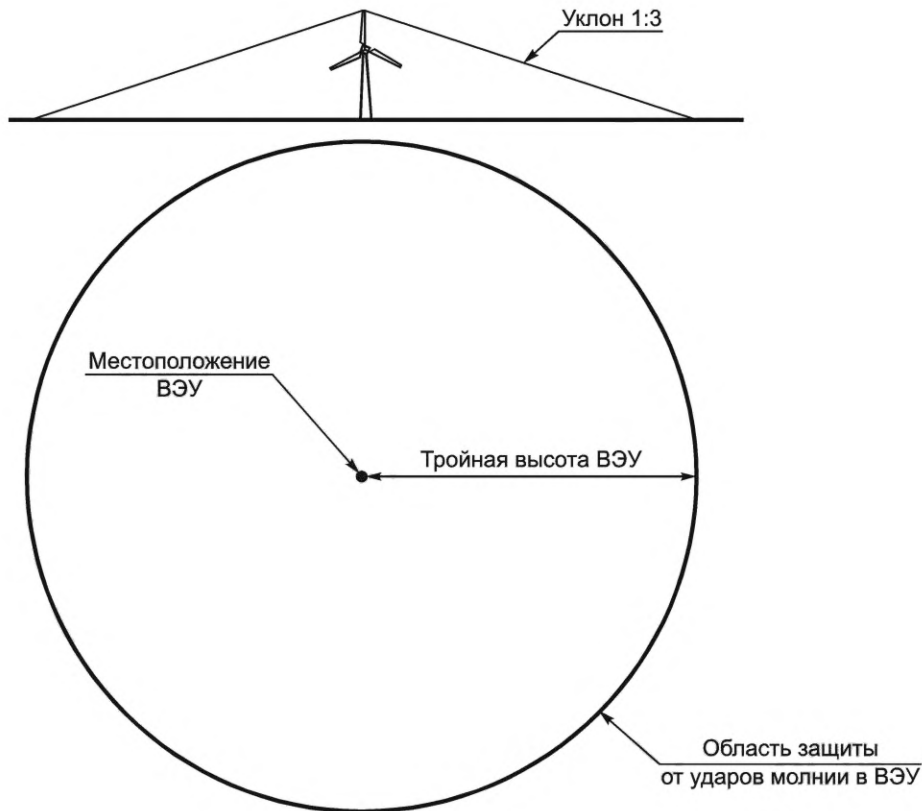 Уклон 1:3
Местоположение
ВЭУ
Тройная высота ВЭУ
Область защиты
от ударов молнии в ВЭУ